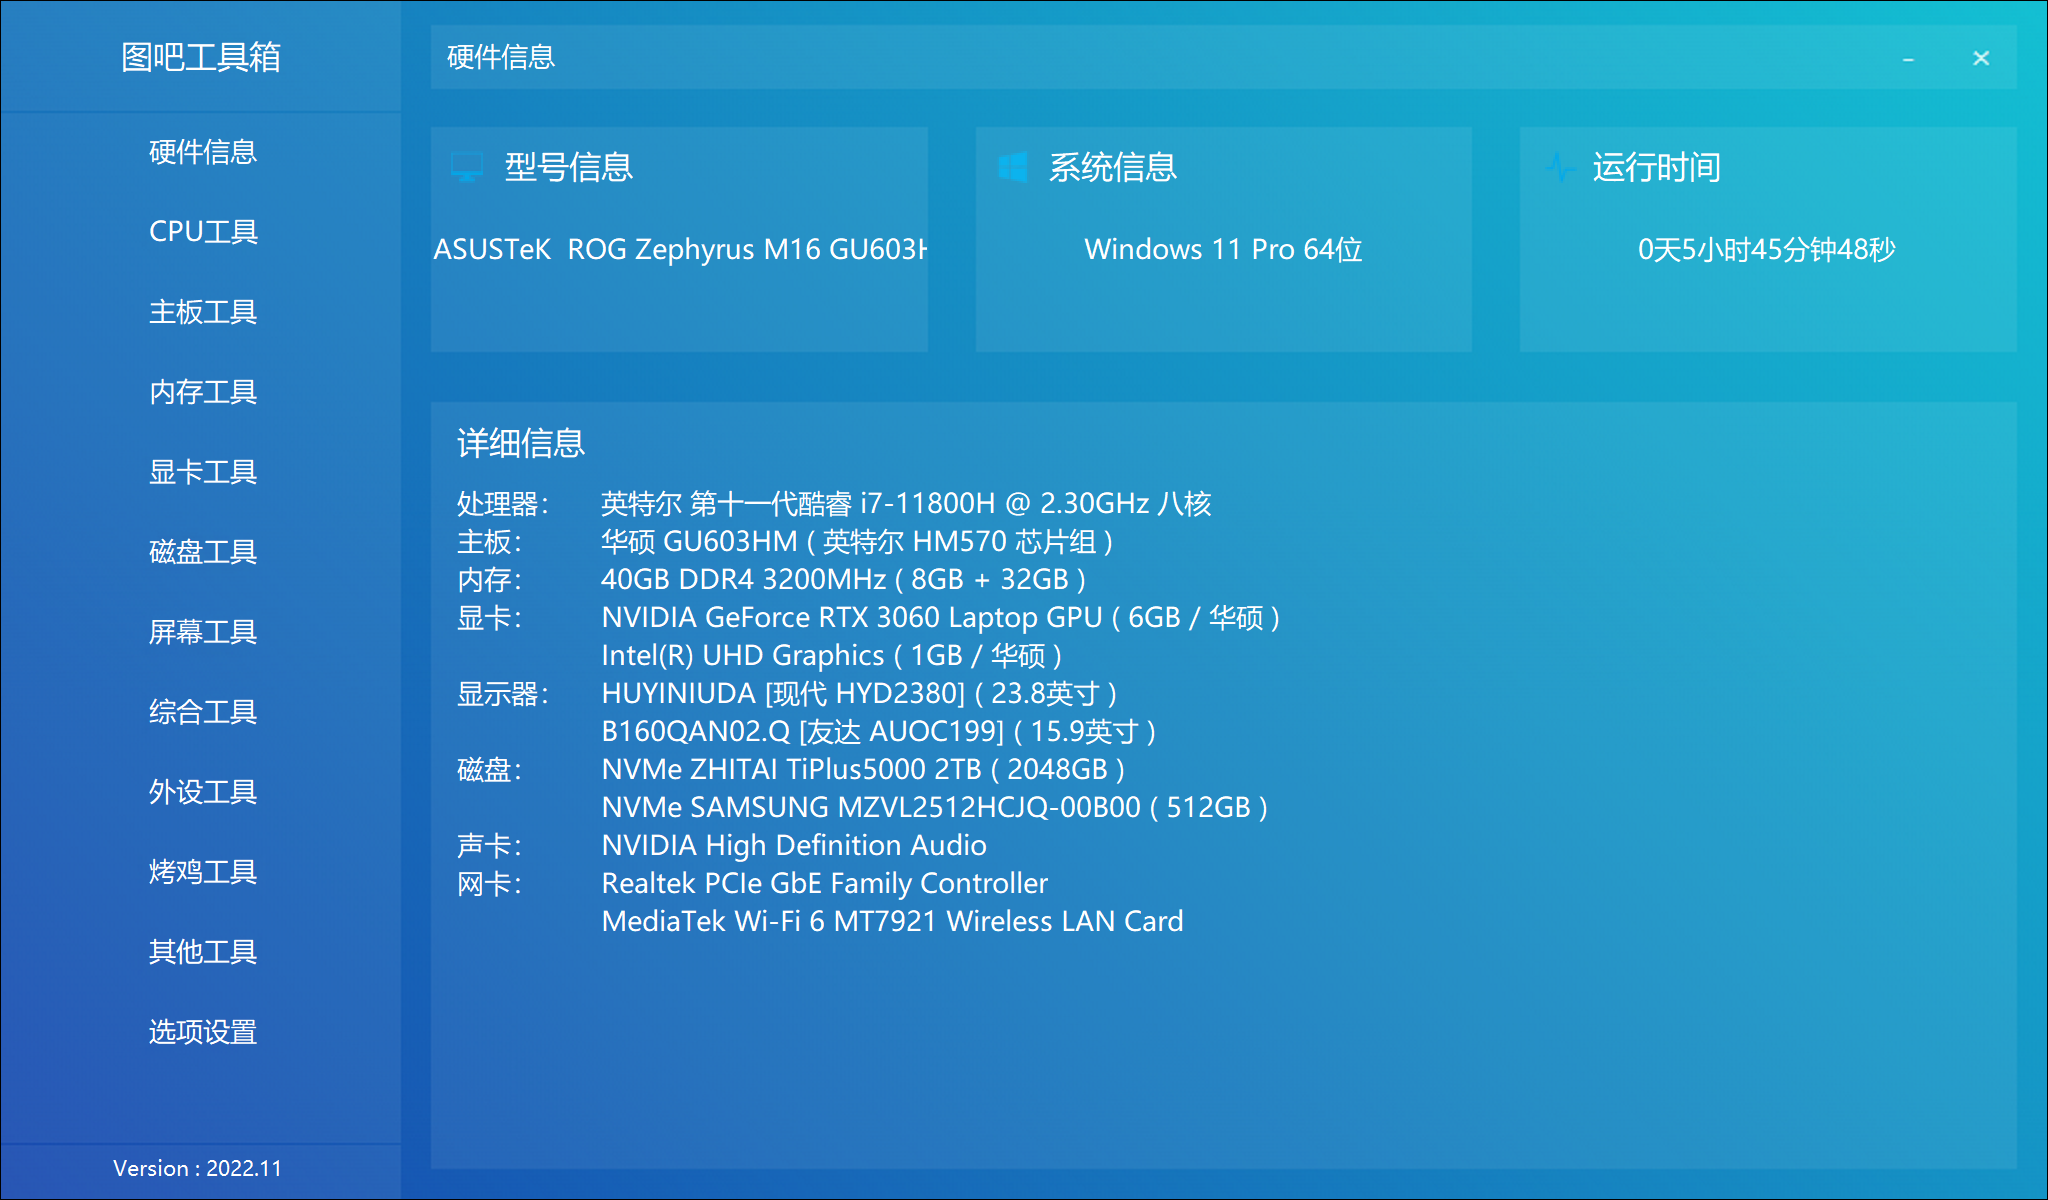 图吧工具箱
硬件信息
CPU工具
主板工具
内存工具
显卡工具
磁盘工具
屏幕工具
综合工具
外设工具
烤鸡工具
其他工具
选项设置
Version : 2022.11
硬件信息
型号信息
ASUSTeK  ROG Zephyrus M16 GU603H
系统信息
Windows 11 Pro 64位
运行时间
0天5小时45分钟48秒
详细信息
处理器： 英特尔 第十一代酷睿 i7-11800H @ 2.30GHz 八核
主板： 华硕 GU603HM ( 英特尔 HM570 芯片组 )
内存： 40GB DDR4 3200MHz ( 8GB + 32GB )
显卡： NVIDIA GeForce RTX 3060 Laptop GPU ( 6GB / 华硕 )
Intel(R) UHD Graphics ( 1GB / 华硕 )
显示器： HUYINIUDA [现代 HYD2380] ( 23.8英寸 )
B160QAN02.Q [友达 AUOC199] ( 15.9英寸 )
磁盘： NVMe ZHITAI TiPlus5000 2TB ( 2048GB )
NVMe SAMSUNG MZVL2512HCJQ-00B00 ( 512GB )
声卡： NVIDIA High Definition Audio
网卡： Realtek PCIe GbE Family Controller
MediaTek Wi-Fi 6 MT7921 Wireless LAN Card